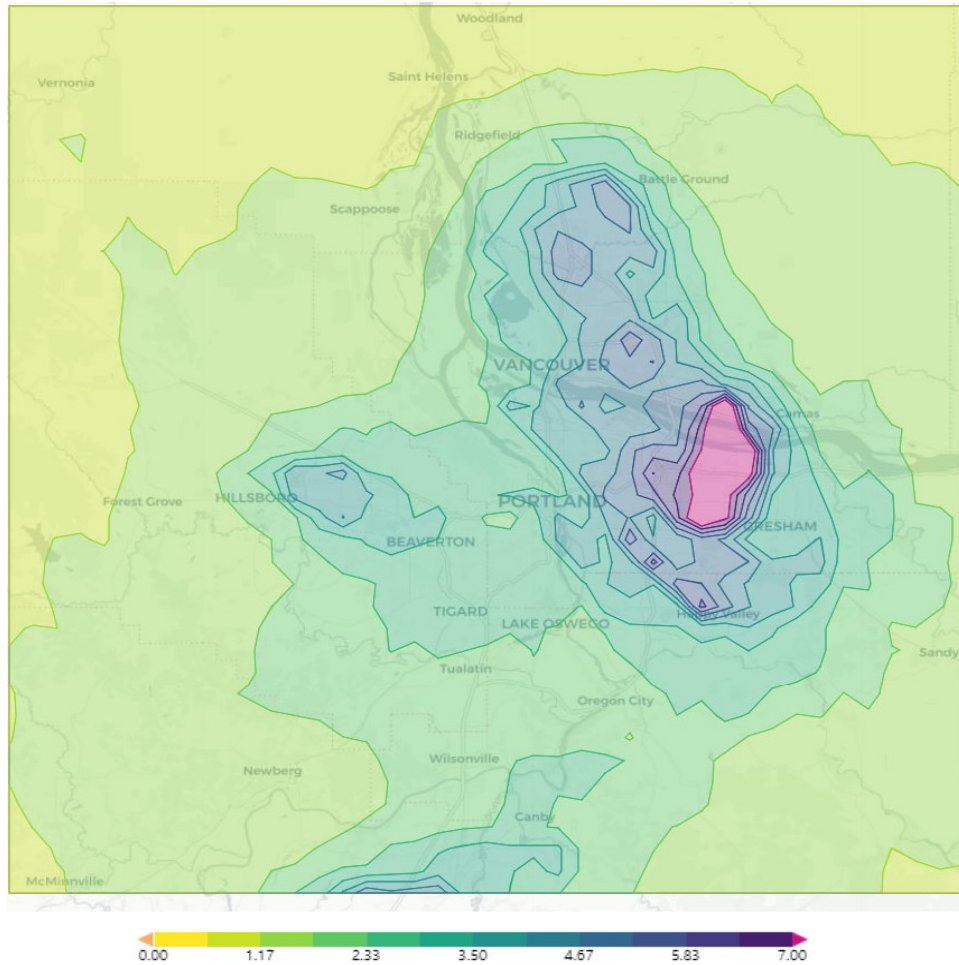 Woodland
Vernonia
Saint Helens
Ridgefield
Battle Ground
Scappoose
VANCOUVER
Camas
Forest Grove
HILLSBORO
PORTLAND
GRESHAM
BEAVERTON
TIGARD
LAKE OSWEGO
Happy Valley
Sandy
Tualatin
Oregon City
Wilsonville
Newberg
Canby
McMinnville
0.00 1.17 2.33 3.50 4.67 5.83 7.00